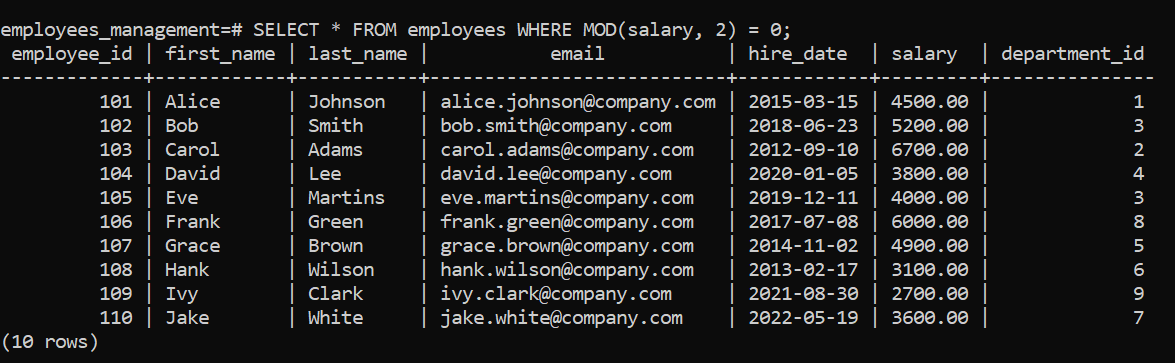 employees_management=# SELECT * FROM employees WHERE MOD(salary, 2) = 0;
 employee_id | first_name | last_name |           email           | hire_date  | salary  | department_id
-------------+------------+-----------+---------------------------+------------+---------+---------------
         101 | Alice      | Johnson   | alice.johnson@company.com | 2015-03-15 | 4500.00 |             1
         102 | Bob        | Smith     | bob.smith@company.com     | 2018-06-23 | 5200.00 |             3
         103 | Carol      | Adams     | carol.adams@company.com   | 2012-09-10 | 6700.00 |             2
         104 | David      | Lee       | david.lee@company.com     | 2020-01-05 | 3800.00 |             4
         105 | Eve        | Martins   | eve.martins@company.com   | 2019-12-11 | 4000.00 |             3
         106 | Frank      | Green     | frank.green@company.com   | 2017-07-08 | 6000.00 |             8
         107 | Grace      | Brown     | grace.brown@company.com   | 2014-11-02 | 4900.00 |             5
         108 | Hank       | Wilson    | hank.wilson@company.com   | 2013-02-17 | 3100.00 |             6
         109 | Ivy        | Clark     | ivy.clark@company.com     | 2021-08-30 | 2700.00 |             9
         110 | Jake       | White     | jake.white@company.com    | 2022-05-19 | 3600.00 |             7
(10 rows)